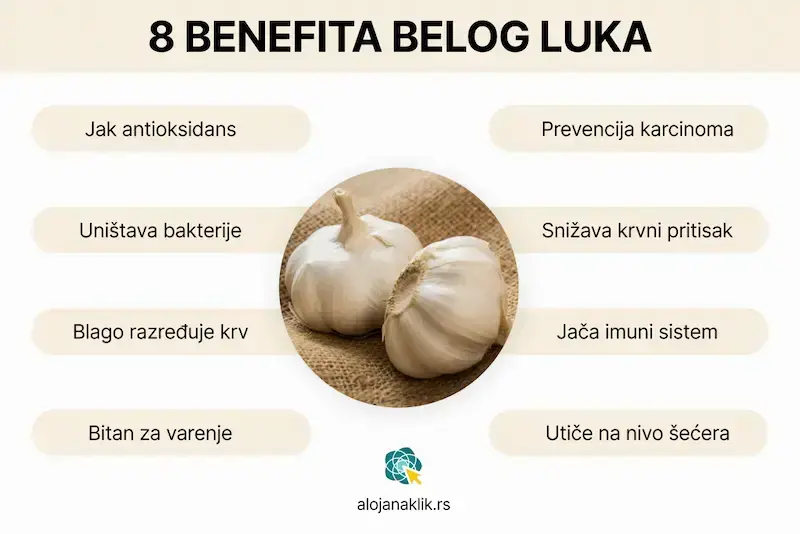 8 BENEFITA BELOG LUKA
Jak antioksidans
Uništava bakterije
Blago razređuje krv
Bitan za varenje
Prevencija karcinoma
Snižava krvni pritisak
Jača imuni sistem
Utiče na nivo šećera
alojanaklik.rs